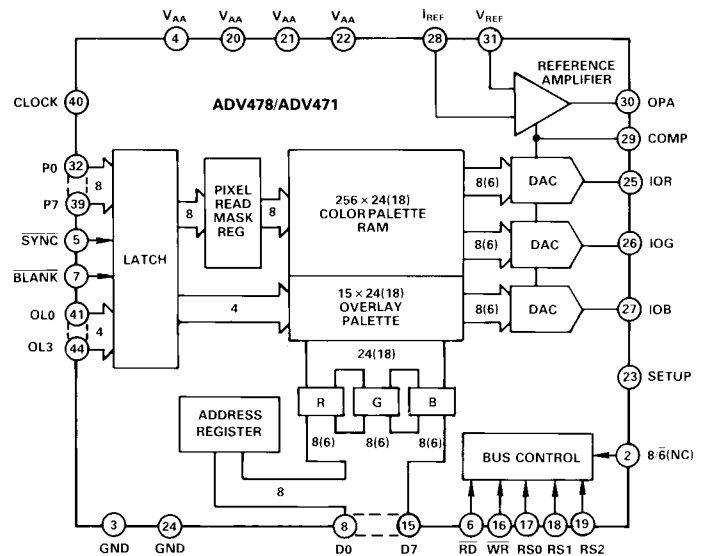 VAA VAA VAA VAA IREF VREF
4 20 21 22 28 31
REFERENCE
AMPLIFIER
ADV478/ADV471
CLOCK 40
30 OPA
29 COMP
P0 32
8
P7 39
SYNC 5
BLANK 7
OL0 41
4
OL3 44
LATCH
8
PIXEL
READ
MASK
REG
8
4
256 × 24(18)
COLOR PALETTE
RAM
15 × 24(18)
OVERLAY
PALETTE
8(6) DAC 25 IOR
8(6) DAC 26 IOG
8(6) DAC 27 IOB
24(18)
R G B
8(6) 8(6) 8(6)
23 SETUP
ADDRESS
REGISTER
8
BUS CONTROL
2 8/6(NC)
3 24 8 15 6 16 17 18 19
GND GND D0 D7 RD WR RS0 RS1 RS2